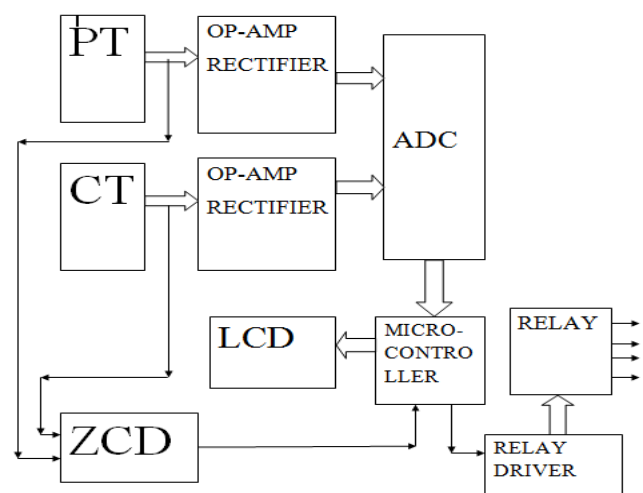 PT
OP-AMP
RECTIFIER
ADC
CT
OP-AMP
RECTIFIER
LCD
MICRO-
CONTRO
LLER
RELAY
ZCD
RELAY
DRIVER